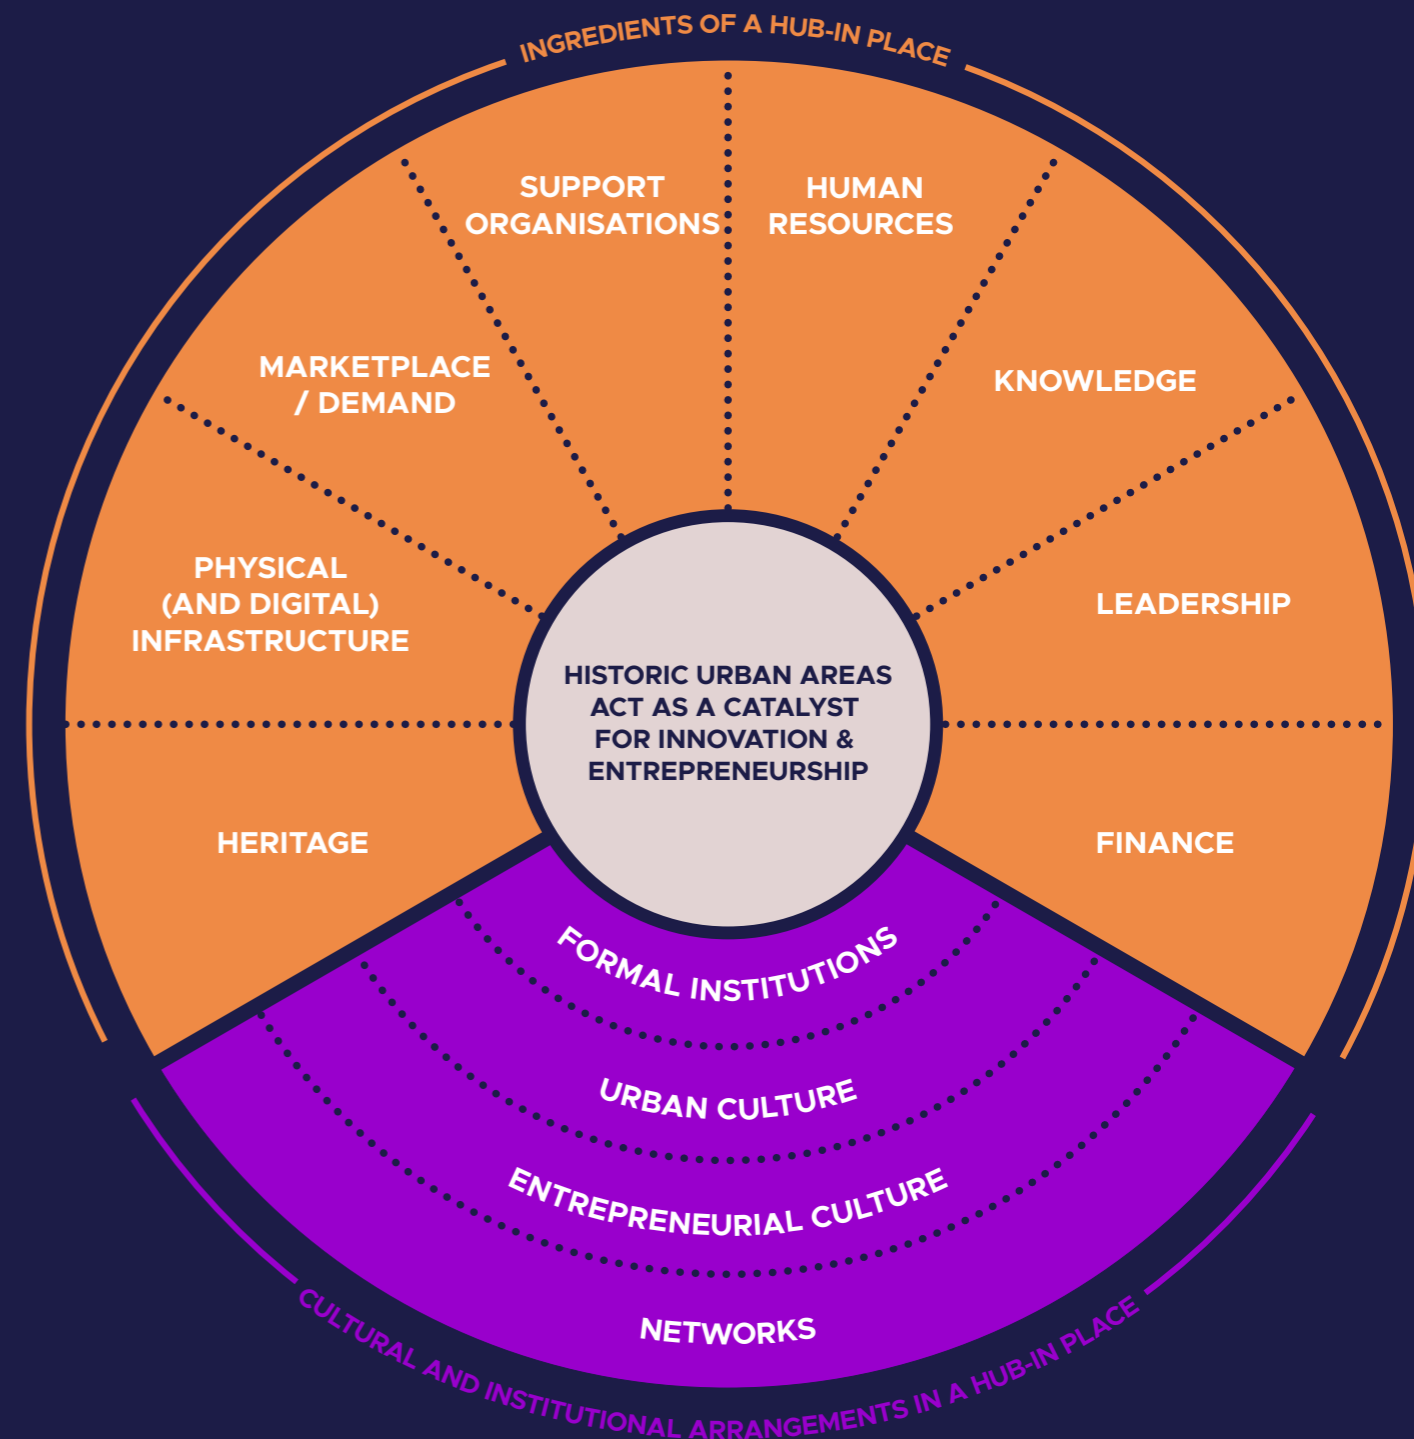 INGREDIENTS OF A HUB-IN PLACE
SUPPORT
ORGANISATIONS
HUMAN
RESOURCES
MARKETPLACE
/ DEMAND
KNOWLEDGE
PHYSICAL
(AND DIGITAL)
INFRASTRUCTURE
LEADERSHIP
HISTORIC URBAN AREAS
ACT AS A CATALYST
FOR INNOVATION &
ENTREPRENEURSHIP
HERITAGE
FINANCE
FORMAL INSTITUTIONS
URBAN CULTURE
ENTREPRENEURIAL CULTURE
NETWORKS
CULTURAL AND INSTITUTIONAL ARRANGEMENTS IN A HUB-IN PLACE